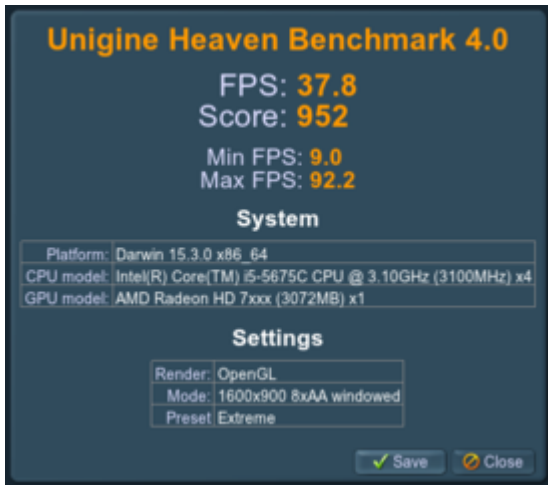 Unigine Heaven Benchmark 4.0
FPS: 37.8
Score: 952
Min FPS: 9.0
Max FPS: 92.2
System
Platform: Darwin 15.3.0 x86_64
CPU model: Intel(R) Core(TM) i5-5675C CPU @ 3.10GHz (3100MHz) x4
GPU model: AMD Radeon HD 7xxx (3072MB) x1
Settings
Render: OpenGL
Mode: 1600x900 8xAA windowed
Preset Extreme
Save Close